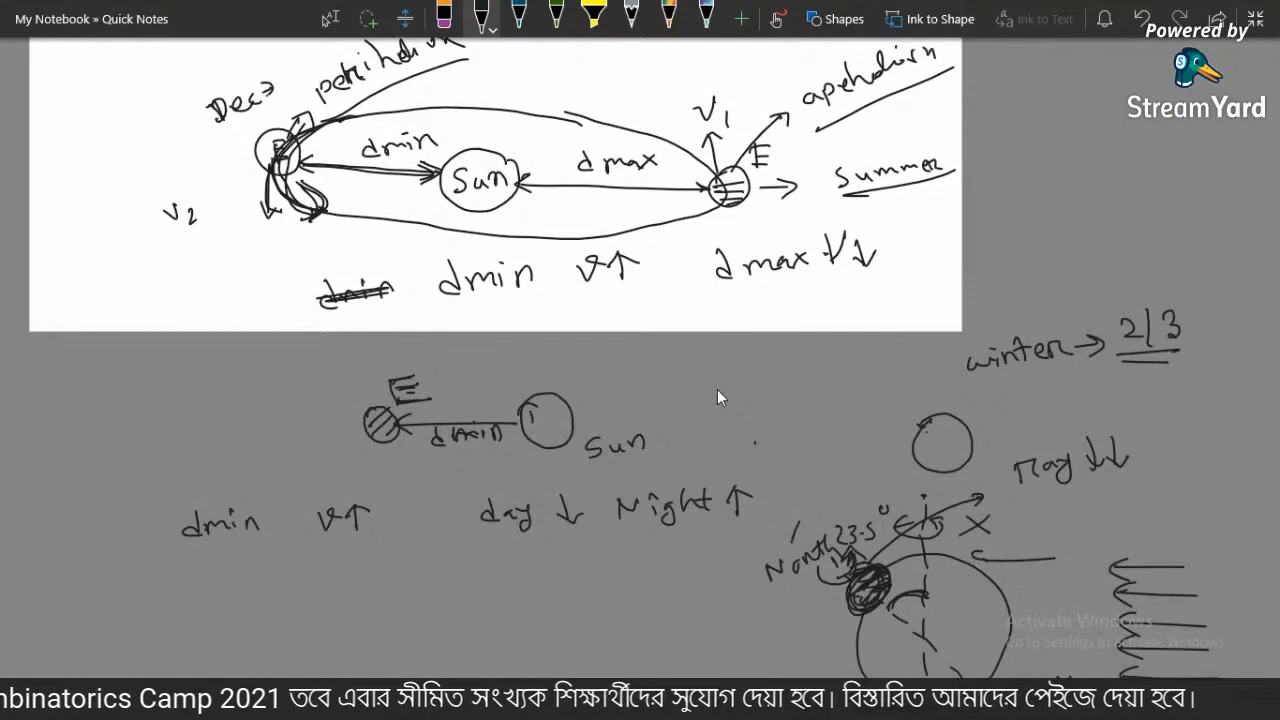 My Notebook » Quick Notes
Shapes
Ink to Shape
Ink to Text
Powered by
StreamYard
Dec
perihelion
aphelion
V1
dmin
Sun
dmax
E
E
summer
V2
dmin
dmin V↑
dmax V↓
winter → 2/3
E
dmin
Sun
Ray ↓↓
dmin V↑
day ↓ Night ↑
X
North 23.5°
Activate Windows
Go to Settings to activate Windows.
mbinatorics Camp 2021 তবে এবার সীমিত সংখ্যক শিক্ষার্থীদের সুযোগ দেয়া হবে। বিস্তারিত আমাদের পেইজে দেয়া হবে।